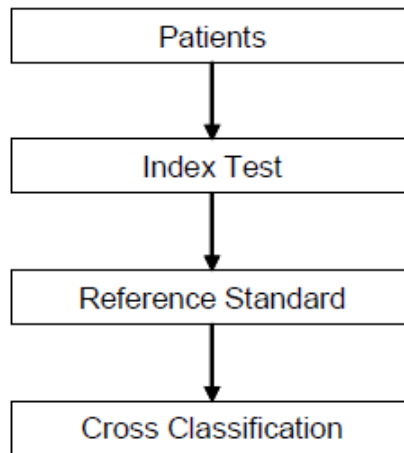 Patients
Index Test
Reference Standard
Cross Classification